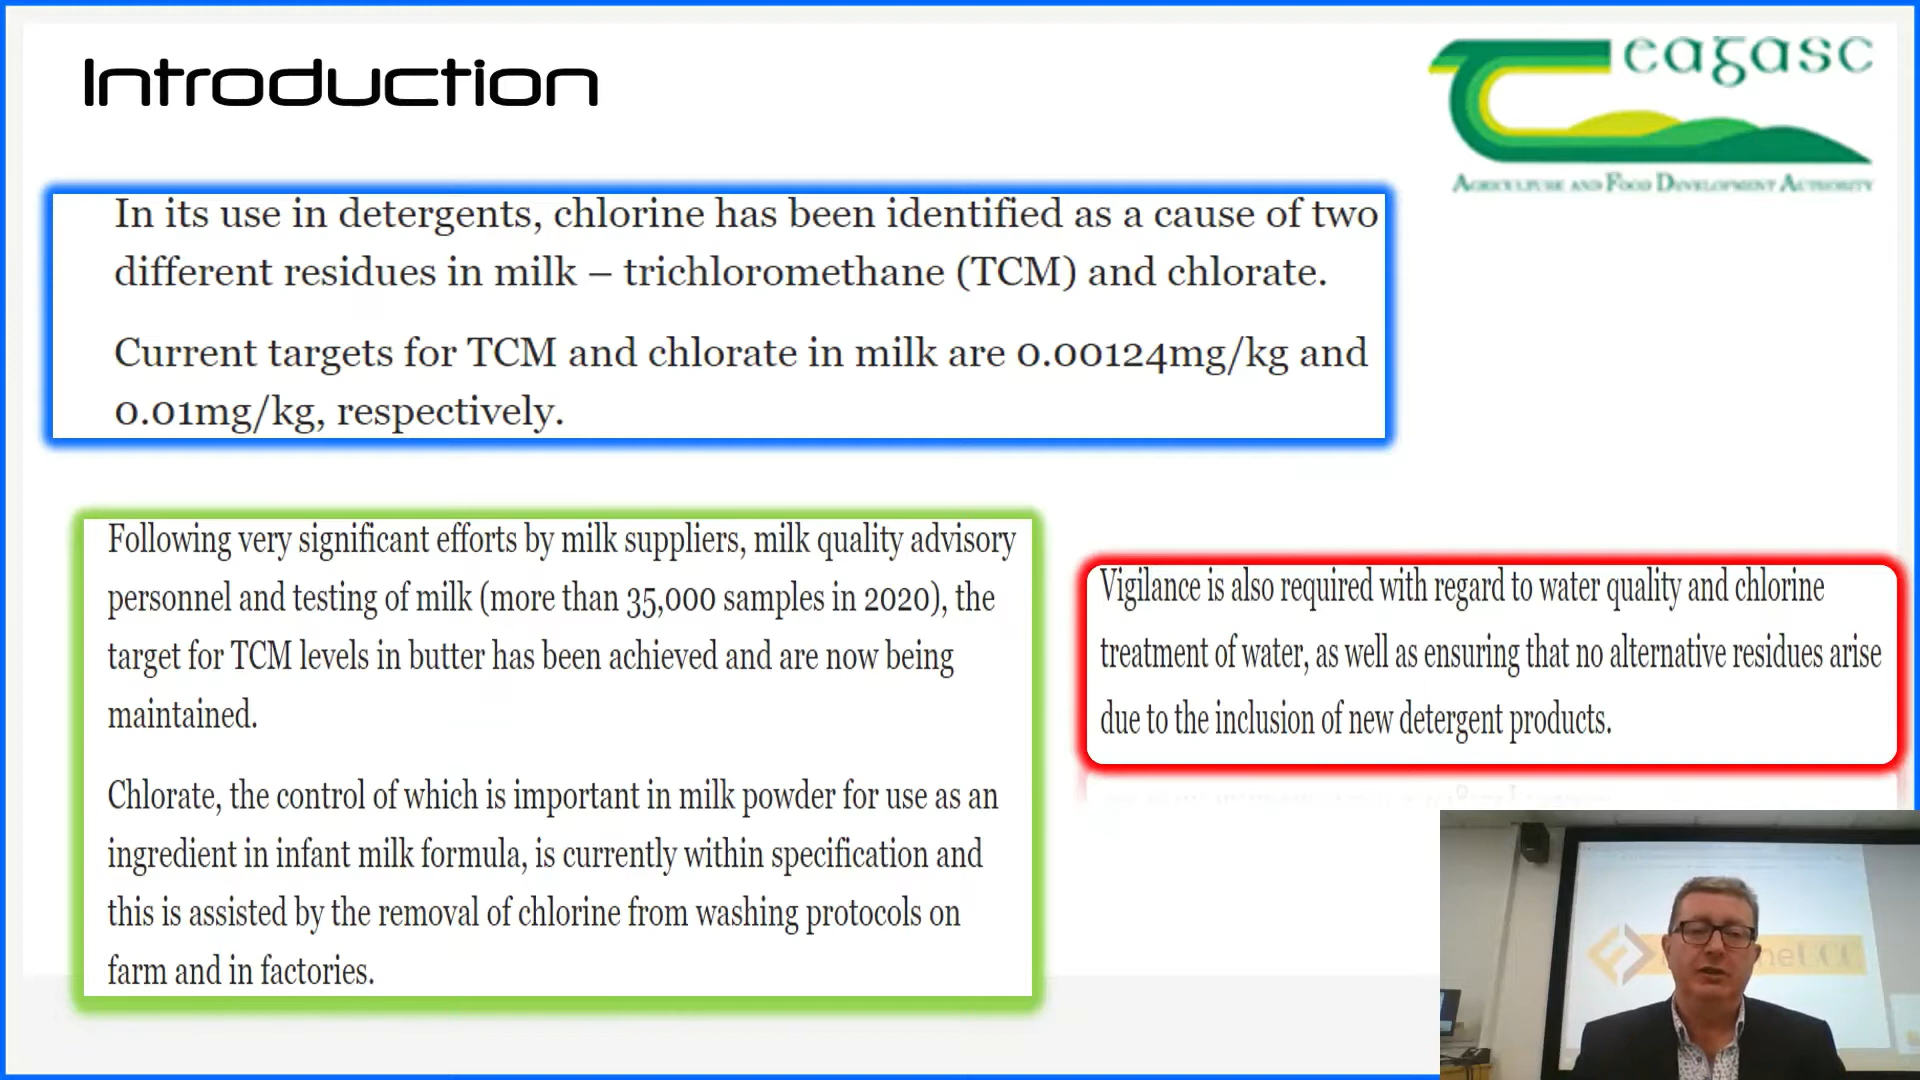 Introduction
eagasc
AGRICULTURE AND FOOD DEVELOPMENT AUTHORITY
In its use in detergents, chlorine has been identified as a cause of two
different residues in milk – trichloromethane (TCM) and chlorate.
Current targets for TCM and chlorate in milk are 0.00124mg/kg and
0.01mg/kg, respectively.
Following very significant efforts by milk suppliers, milk quality advisory
personnel and testing of milk (more than 35,000 samples in 2020), the
target for TCM levels in butter has been achieved and are now being
maintained.
Chlorate, the control of which is important in milk powder for use as an
ingredient in infant milk formula, is currently within specification and
this is assisted by the removal of chlorine from washing protocols on
farm and in factories.
Vigilance is also required with regard to water quality and chlorine
treatment of water, as well as ensuring that no alternative residues arise
due to the inclusion of new detergent products.